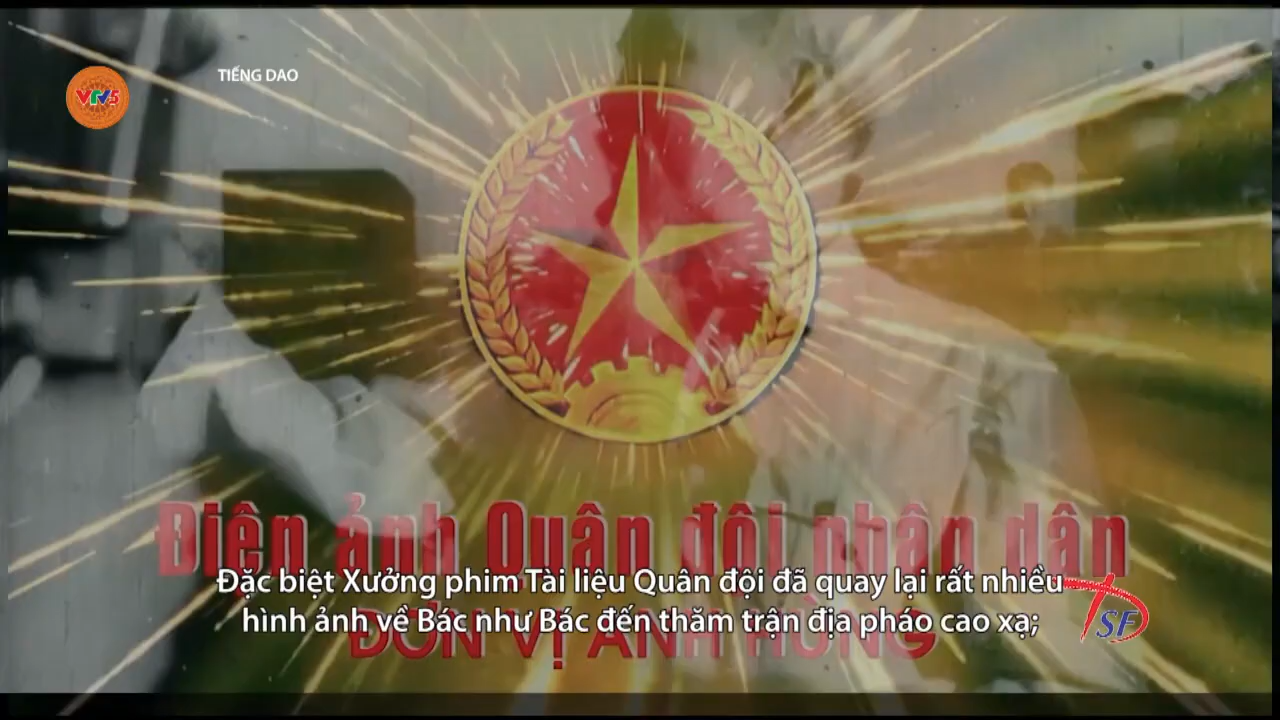 VTV5
TIẾNG DAO
Điện ảnh Quân đội nhân dân
Đặc biệt Xưởng phim Tài liệu Quân đội đã quay lại rất nhiều
hình ảnh về Bác như Bác đến thăm trận địa pháo cao xạ;
ĐƠN VỊ ANH HÙNG
TSF